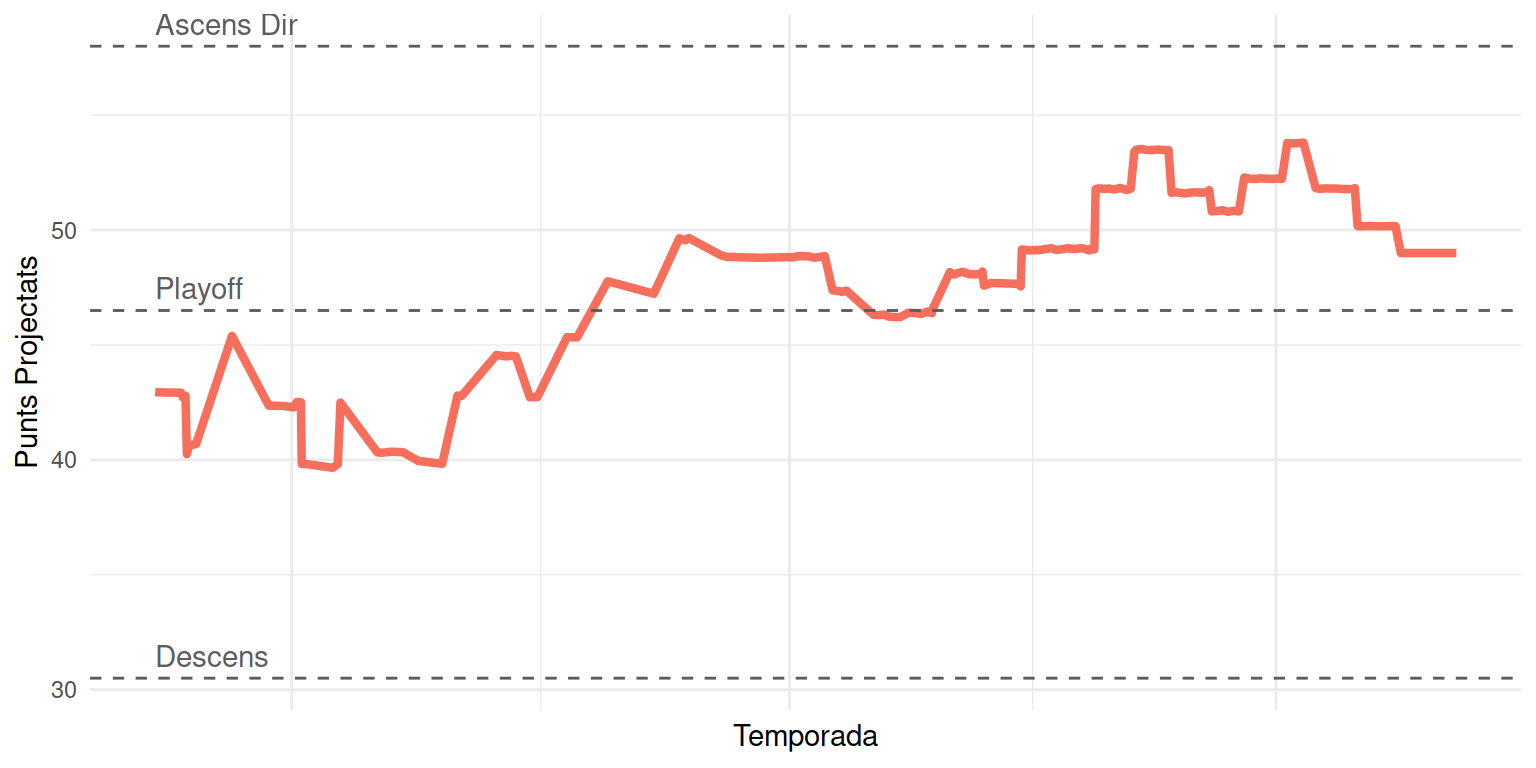 Ascens Dir
50
Playoff
Punts Projectats
40
Descens
30
Temporada